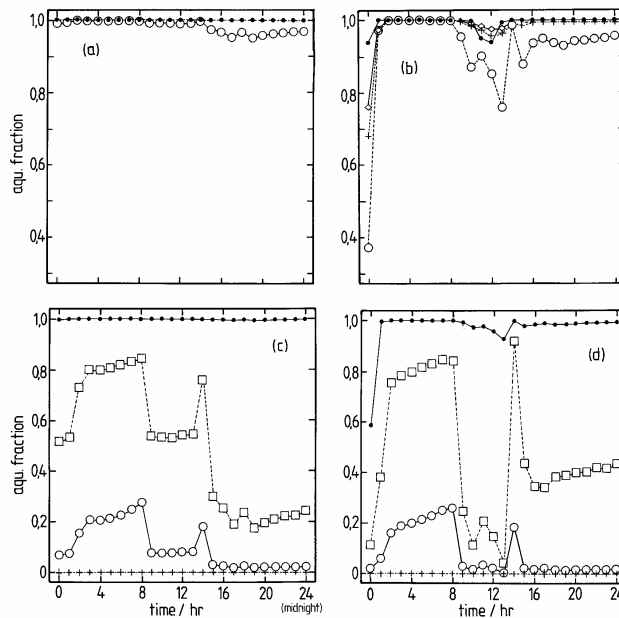 (a)
(b)
1,0
0,8
0,6
0,4
aqu. fraction
1,0
0,8
0,6
0,4
(c)
(d)
1,0
0,8
0,6
0,4
0,2
0
aqu. fraction
1,0
0,8
0,6
0,4
0,2
0
0 4 8 12 16 20 24
time / hr
(midnight)
0 4 8 12 16 20 24
time / hr